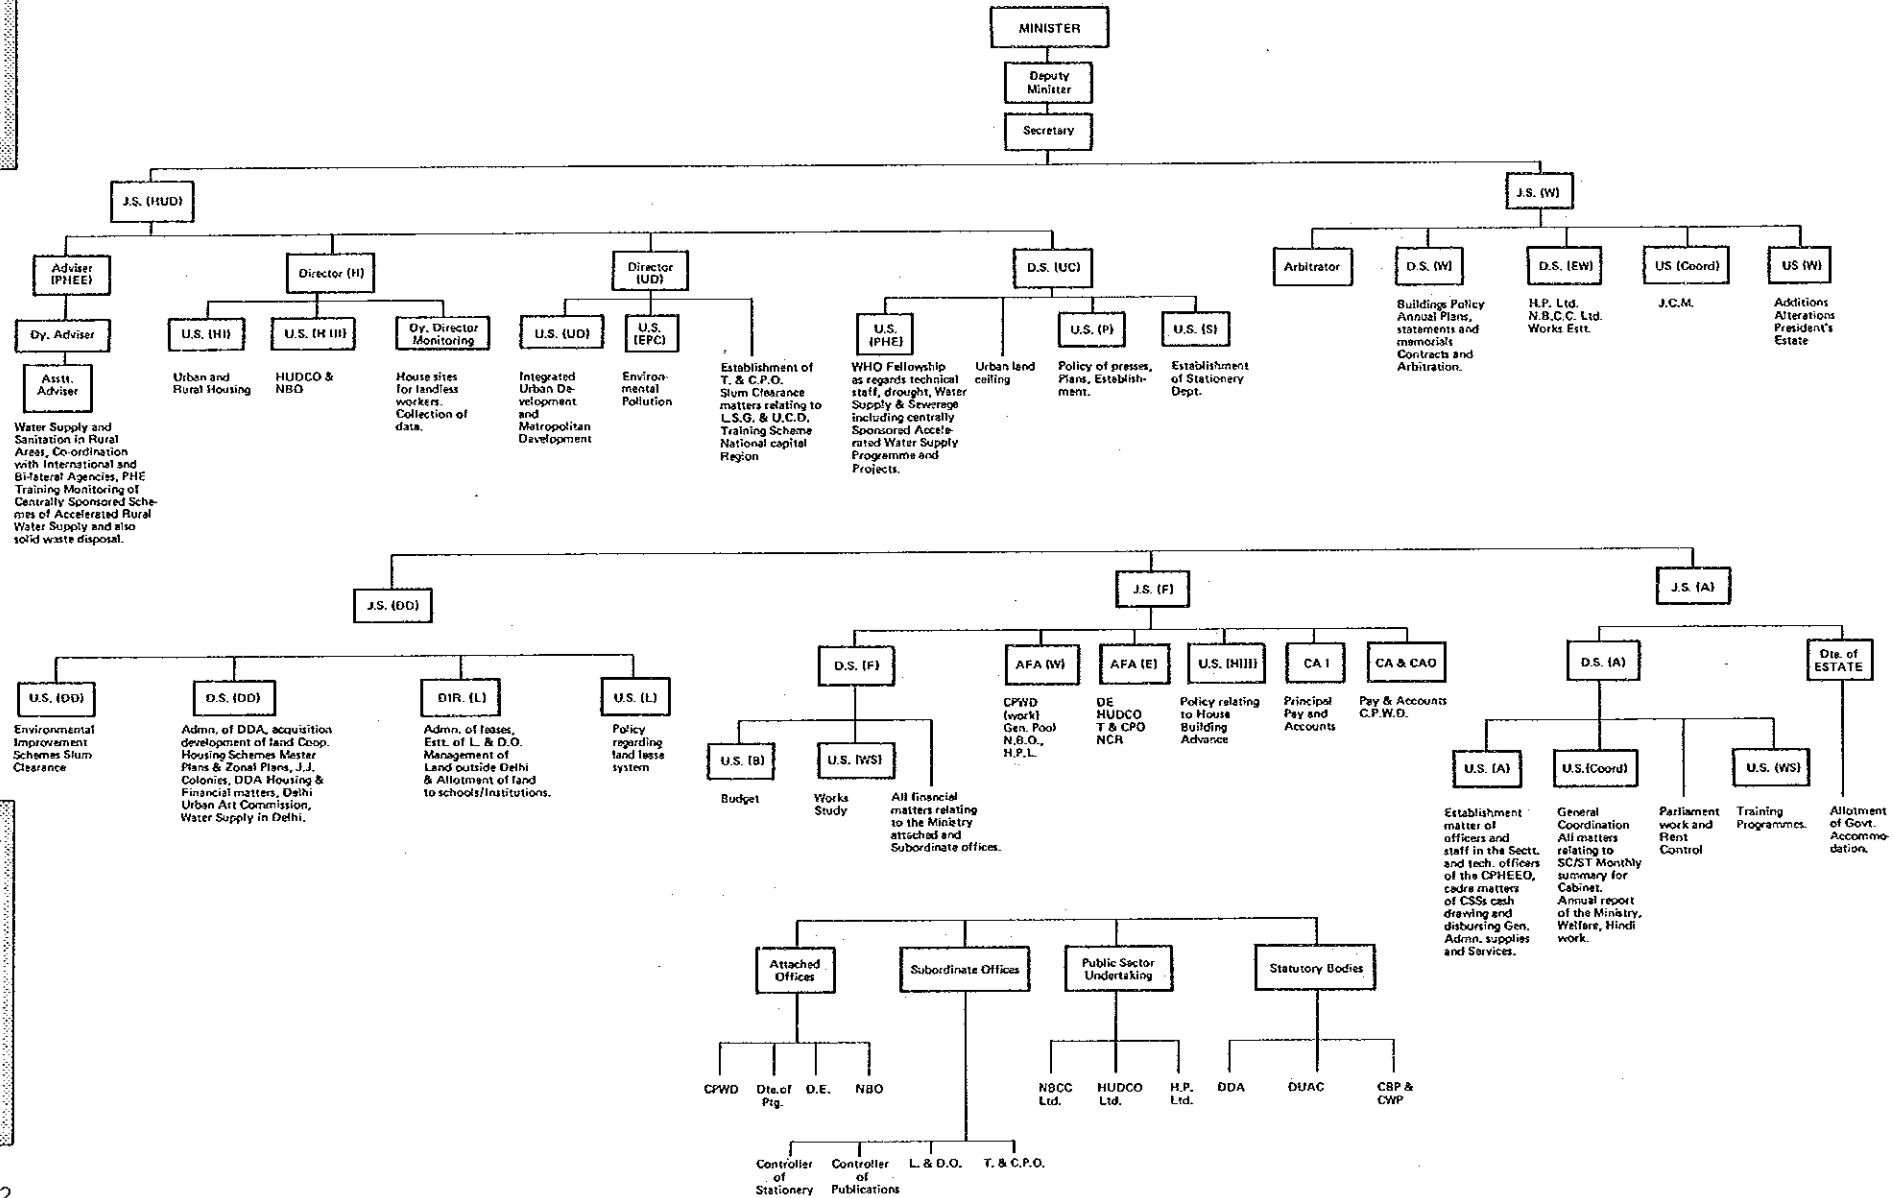 MINISTER
Deputy
Minister
Secretary
J.S. (HUD)
J.S. (W)
Adviser
(PHEE)
Director (H)
Director
(UD)
D.S. (UC)
Arbitrator
D.S. (W)
D.S. (EW)
US (Coord)
US (W)
Buildings Policy
Annual Plans,
statements and
memorials
Contracts and
Arbitration.
H.P. Ltd.
N.B.C.C. Ltd.
Works Estt.
J.C.M.
Additions
Alterations
President's
Estate
Dy. Adviser
U.S. (HI)
U.S. (H III)
Dy. Director
Monitoring
U.S. (UD)
U.S.
(EPC)
U.S.
(PHE)
U.S. (P)
U.S. (S)
Asstt.
Adviser
Urban and
Rural Housing
HUDCO &
NBO
House sites
for landless
workers.
Collection of
data.
Integrated
Urban De-
velopment
and
Metropolitan
Development
Environ-
mental
Pollution
Establishment of
T. & C.P.O.
Slum Clearance
matters relating to
L.S.G. & U.C.D.
Training Scheme
National capital
Region
WHO Fellowship
as regards technical
staff, drought, Water
Supply & Sewerage
including centrally
Sponsored Accele-
rated Water Supply
Programme and
Projects.
Urban land
ceiling
Policy of presses,
Plans, Establish-
ment.
Establishment
of Stationery
Dept.
Water Supply and
Sanitation in Rural
Areas, Co-ordination
with International and
Bi-lateral Agencies, PHE
Training Monitoring of
Centrally Sponsored Sche-
mes of Accelerated Rural
Water Supply and also
solid waste disposal.
J.S. (DD)
J.S. (F)
J.S. (A)
U.S. (DD)
D.S. (DD)
DIR. (L)
U.S. (L)
Environmental
Improvement
Schemes Slum
Clearance
Admn. of DDA, acquisition
development of land Coop.
Housing Schemes Master
Plans & Zonal Plans, J.J.
Colonies, DDA Housing &
Financial matters, Delhi
Urban Art Commission,
Water Supply in Delhi.
Admn. of leases,
Estt. of L. & D.O.
Management of
Land outside Delhi
& Allotment of land
to schools/Institutions.
Policy
regarding
land lease
system
D.S. (F)
AFA (W)
AFA (E)
U.S. (HIII)
CA I
CA & CAO
CPWD
(work)
Gen. Pool
N.B.O.,
H.P.L.
DE
HUDCO
T & CPO
NCR
Policy relating
to House
Building
Advance
Principal
Pay and
Accounts
Pay & Accounts
C.P.W.D.
U.S. (B)
U.S. (WS)
Budget
Works
Study
All financial
matters relating
to the Ministry
attached and
Subordinate offices.
D.S. (A)
Dte. of
ESTATE
U.S. (A)
U.S. (Coord)
U.S. (WS)
Establishment
matter of
officers and
staff in the Sectt.
and tech. officers
of the CPHEEO,
cadre matters
of CSSs cash
drawing and
disbursing Gen.
Admn. supplies
and Services.
General
Coordination
All matters
relating to
SC/ST Monthly
summary for
Cabinet.
Annual report
of the Ministry,
Welfare, Hindi
work.
Parliament
work and
Rent
Control
Training
Programmes.
Allotment
of Govt.
Accommo-
dation.
Attached
Offices
Subordinate Offices
Public Sector
Undertaking
Statutory Bodies
CPWD
Dte.of
Ptg.
D.E.
NBO
NBCC
Ltd.
HUDCO
Ltd.
H.P.
Ltd.
DDA
DUAC
CBP &
CWP
Controller
of
Stationery
Controller
of
Publications
L. & D.O.
T. & C.P.O.